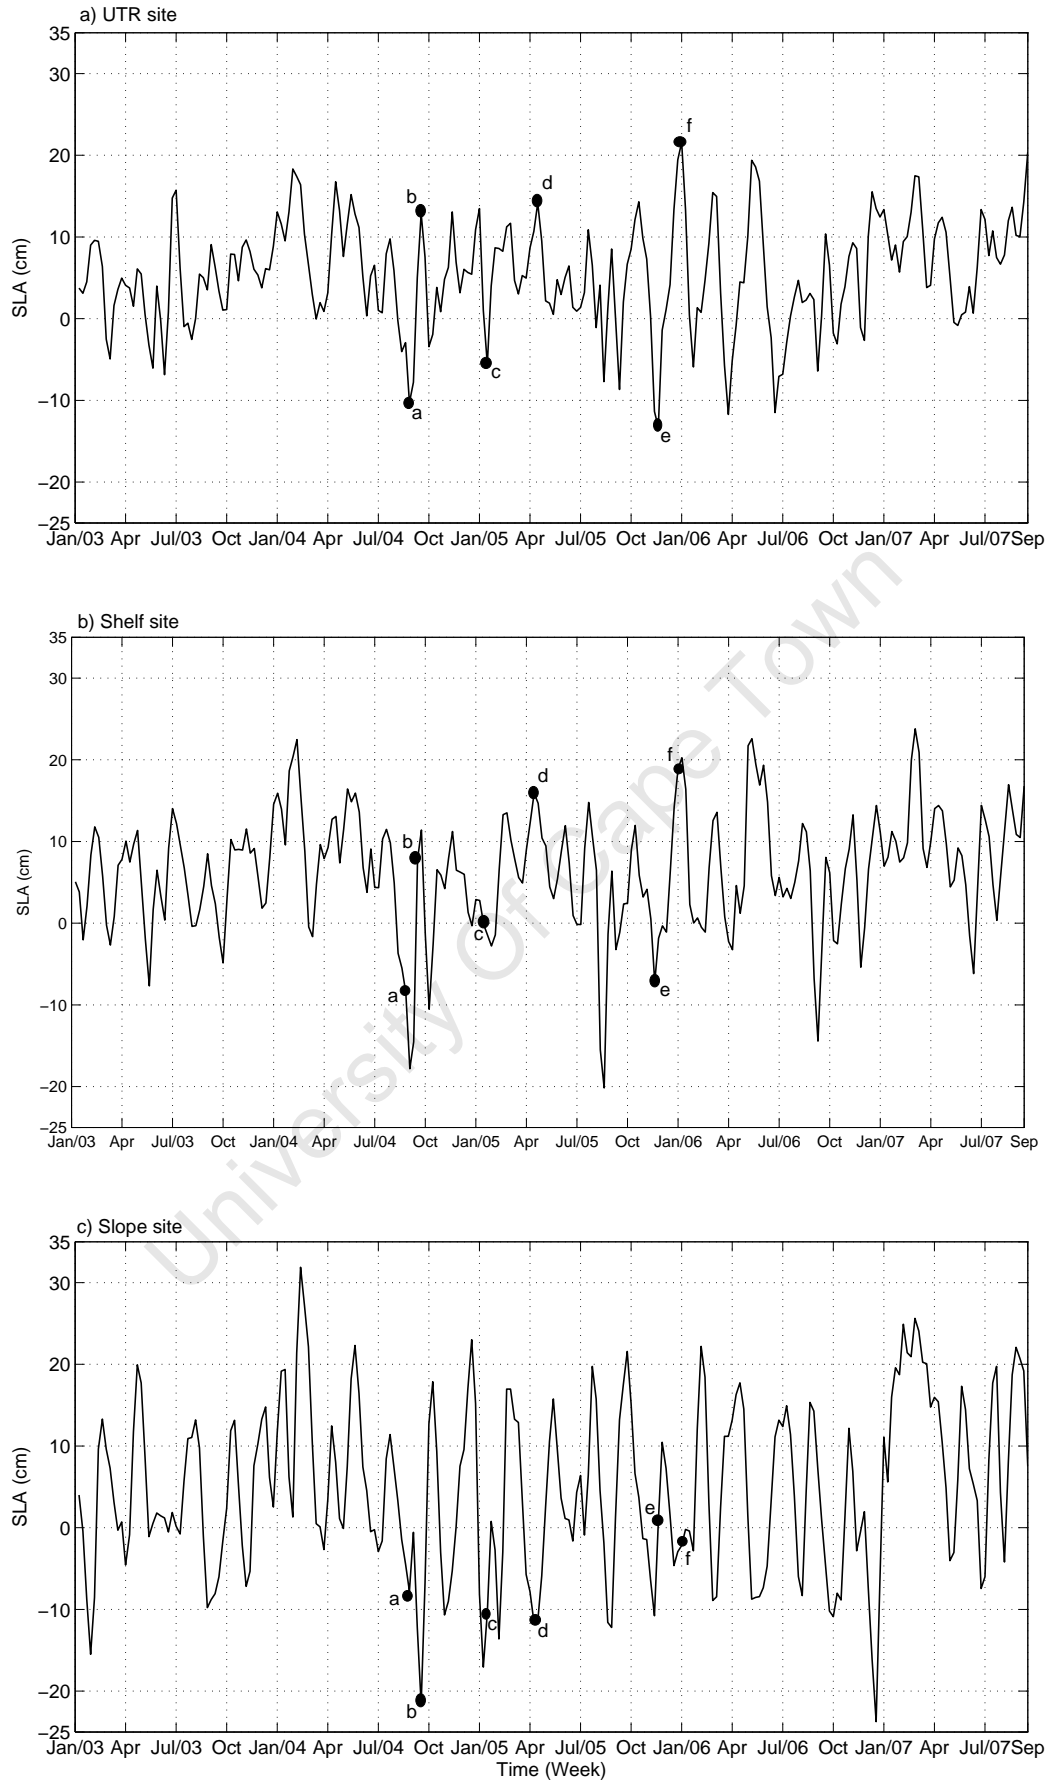 a) UTR site
35
30
20
10
0
−10
−20
−25
SLA (cm)
a
b
c
d
e
f
Jan/03 Apr Jul/03 Oct Jan/04 Apr Jul/04 Oct Jan/05 Apr Jul/05 Oct Jan/06 Apr Jul/06 Oct Jan/07 Apr Jul/07 Sep
b) Shelf site
35
30
20
10
0
−10
−20
−25
SLA (cm)
a
b
c
d
e
f
Jan/03 Apr Jul/03 Oct Jan/04 Apr Jul/04 Oct Jan/05 Apr Jul/05 Oct Jan/06 Apr Jul/06 Oct Jan/07 Apr Jul/07 Sep
University Of Cape Town
c) Slope site
35
30
20
10
0
−10
−20
−25
SLA (cm)
a
b
c
d
e
f
Jan/03 Apr Jul/03 Oct Jan/04 Apr Jul/04 Oct Jan/05 Apr Jul/05 Oct Jan/06 Apr Jul/06 Oct Jan/07 Apr Jul/07 Sep
Time (Week)